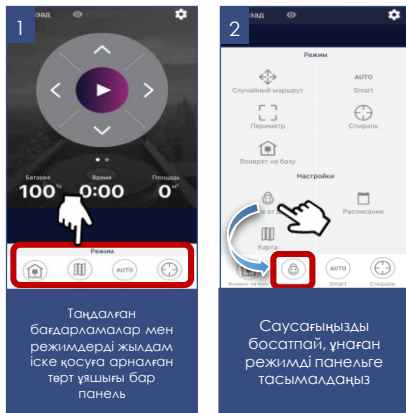 1
Батарея
Время
Площадь
100%
0:00
0 м²
Режим
AUTO
Таңдалған
бағдарламалар мен
режимдерді жылдам
іске қосуға арналған
төрт ұяшығы бар
панель
2
Режим
Случайный маршрут
AUTO
Smart
Периметр
Спираль
Возврат на базу
Настройки
Расписание
Карта
AUTO
Smart
Спираль
Саусағыңызды
босатпай, ұнаған
режимді панельге
тасымалдаңыз